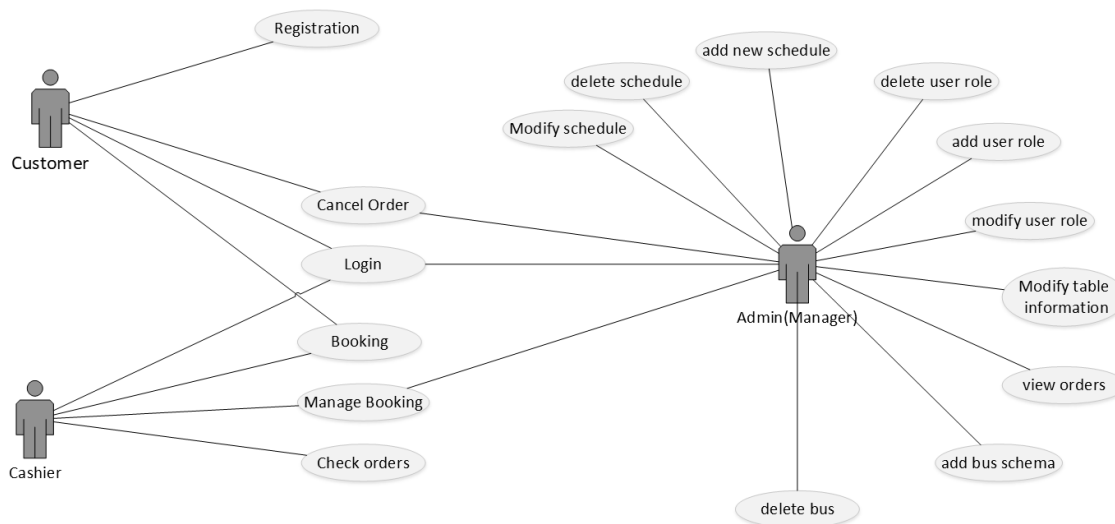 Registration
add new schedule
delete schedule
delete user role
Modify schedule
add user role
Customer
Cancel Order
modify user role
Login
Modify table
information
Admin(Manager)
Booking
view orders
Manage Booking
Check orders
add bus schema
Cashier
delete bus